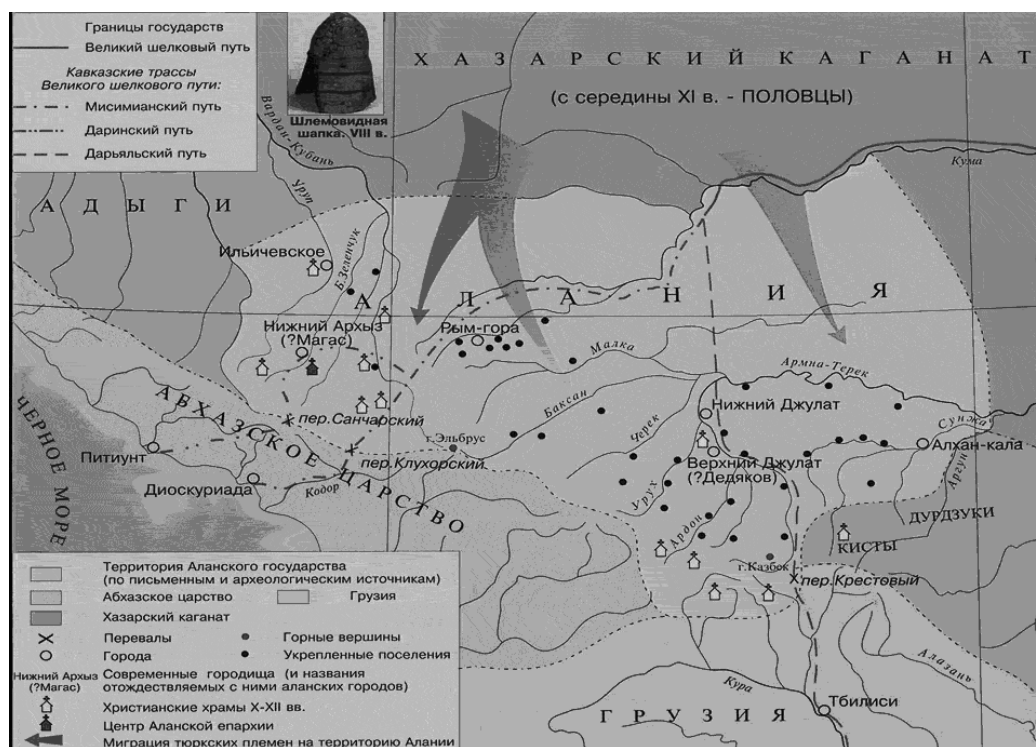 Границы государств
Великий шелковый путь
Кавказские трассы
Великого шелкового пути:
Мисимианский путь
Даринский путь
Дарьяльский путь
Шлемовидная
шапка. VIII в.
ХАЗАРСКИЙ КАГАНАТ
(с середины XI в. - ПОЛОВЦЫ)
Вардан-Кубань
Кума
АДЫГИ
Уруп
Ильичевское
Б.Зеленчук
АЛАНИЯ
Нижний Архыз
(?Магас)
Рым-гора
Малка
Армна-Терек
Баксан
Нижний Джулат
Сунжа
пер.Санчарский
Черек
г.Эльбрус
Алхан-кала
ЧЕРНОЕ МОРЕ
АБХАЗСКОЕ ЦАРСТВО
Питиунт
пер.Клухорский
Верхний Джулат
(?Дедяков)
Аргун
Диоскуриада
Кодор
Урух
Ардон
ДУРДЗУКИ
КИСТЫ
г.Казбек
пер.Крестовый
Алазань
Кура
Тбилиси
ГРУЗИЯ
Территория Аланского государства
(по письменным и археологическим источникам)
Абхазское царство
Грузия
Хазарский каганат
Перевалы
Горные вершины
Города
Укрепленные поселения
Нижний Архыз
(?Магас)
Современные городища (и названия
отождествляемых с ними аланских городов)
Христианские храмы X-XII вв.
Центр Аланской епархии
Миграция тюркских племен на территорию Алании